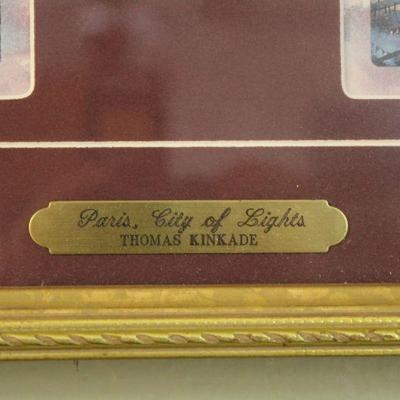 Paris, City of Lights
THOMAS KINKADE